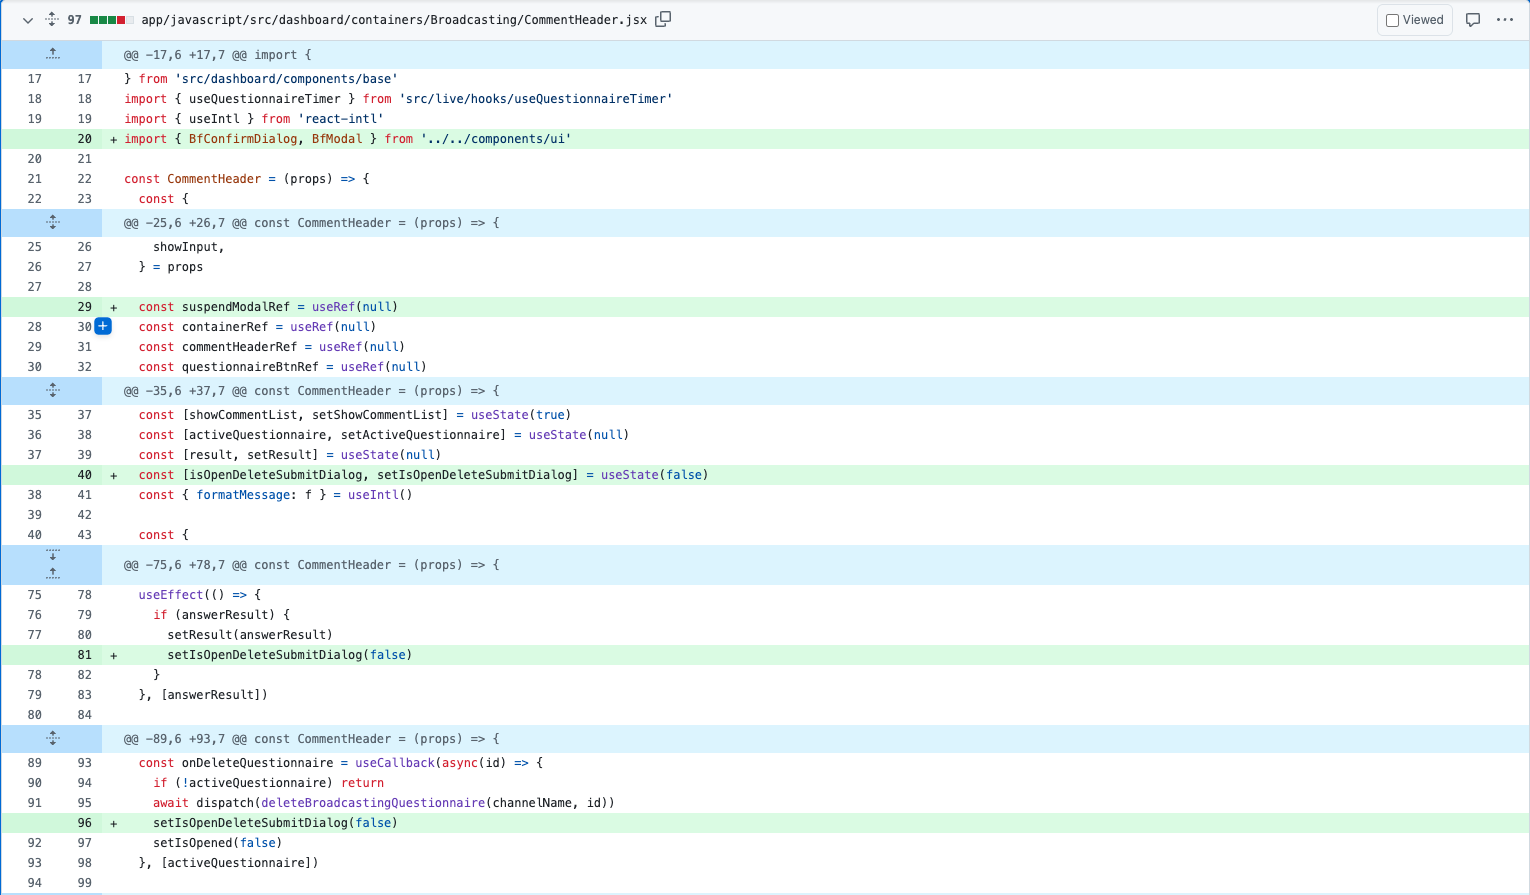 97 app/javascript/src/dashboard/containers/Broadcasting/CommentHeader.jsx Viewed
@@ -17,6 +17,7 @@ import {
17 17 } from 'src/dashboard/components/base'
18 18 import { useQuestionnaireTimer } from 'src/live/hooks/useQuestionnaireTimer'
19 19 import { useIntl } from 'react-intl'
20 + import { BfConfirmDialog, BfModal } from '../../components/ui'
20 21
21 22 const CommentHeader = (props) => {
22 23 const {
@@ -25,6 +26,7 @@ const CommentHeader = (props) => {
25 26 showInput,
26 27 } = props
27 28
29 + const suspendModalRef = useRef(null)
28 30 + const containerRef = useRef(null)
29 31 const commentHeaderRef = useRef(null)
30 32 const questionnaireBtnRef = useRef(null)
@@ -35,6 +37,7 @@ const CommentHeader = (props) => {
35 37 const [showCommentList, setShowCommentList] = useState(true)
36 38 const [activeQuestionnaire, setActiveQuestionnaire] = useState(null)
37 39 const [result, setResult] = useState(null)
40 + const [isOpenDeleteSubmitDialog, setIsOpenDeleteSubmitDialog] = useState(false)
38 41 const { formatMessage: f } = useIntl()
39 42
40 43 const {
@@ -75,6 +78,7 @@ const CommentHeader = (props) => {
75 78 useEffect(() => {
76 79 if (answerResult) {
77 80 setResult(answerResult)
81 + setIsOpenDeleteSubmitDialog(false)
78 82 }
79 83 }, [answerResult])
80 84
@@ -89,6 +93,7 @@ const CommentHeader = (props) => {
89 93 const onDeleteQuestionnaire = useCallback(async(id) => {
90 94 if (!activeQuestionnaire) return
91 95 await dispatch(deleteBroadcastingQuestionnaire(channelName, id))
96 + setIsOpenDeleteSubmitDialog(false)
92 97 setIsOpened(false)
93 98 }, [activeQuestionnaire])
94 99